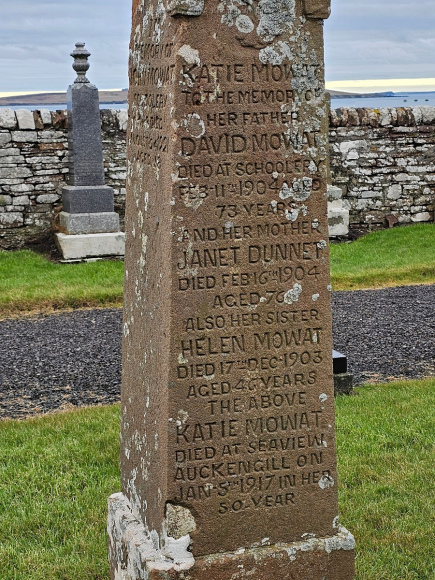 KATIE MOWAT
TO THE MEMORY OF
HER FATHER
DAVID MOWAT
DIED AT
FEB 11TH 1904 AGED
73 YEARS
AND HER MOTHER
JANET DUNNET
DIED FEB 16TH 1904
AGED 76
ALSO HER SISTER
HELEN MOWAT
DIED 17TH DEC 1903
AGED 46 YEARS
THE ABOVE
KATIE MOWAT
DIED AT SEAVIEW
AUCKENGILL ON
JAN 5TH 1917 IN HER
50 YEAR